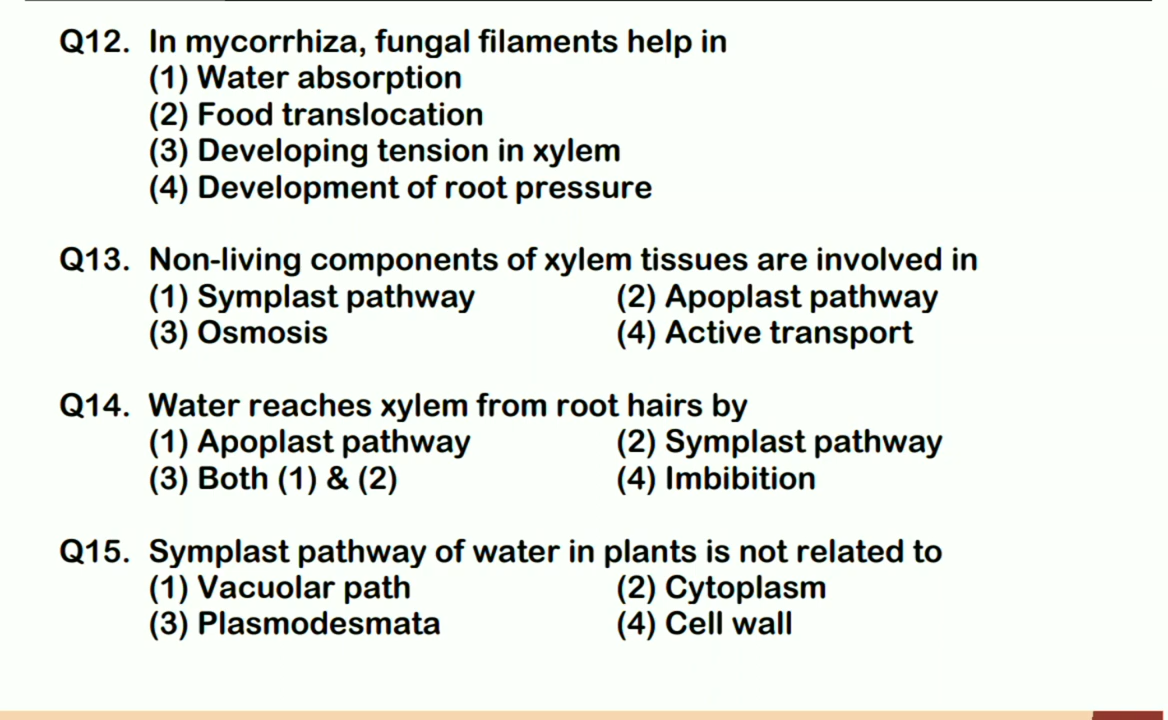 Q12. In mycorrhiza, fungal filaments help in
(1) Water absorption
(2) Food translocation
(3) Developing tension in xylem
(4) Development of root pressure
Q13. Non-living components of xylem tissues are involved in
(1) Symplast pathway (2) Apoplast pathway
(3) Osmosis (4) Active transport
Q14. Water reaches xylem from root hairs by
(1) Apoplast pathway (2) Symplast pathway
(3) Both (1) & (2) (4) Imbibition
Q15. Symplast pathway of water in plants is not related to
(1) Vacuolar path (2) Cytoplasm
(3) Plasmodesmata (4) Cell wall